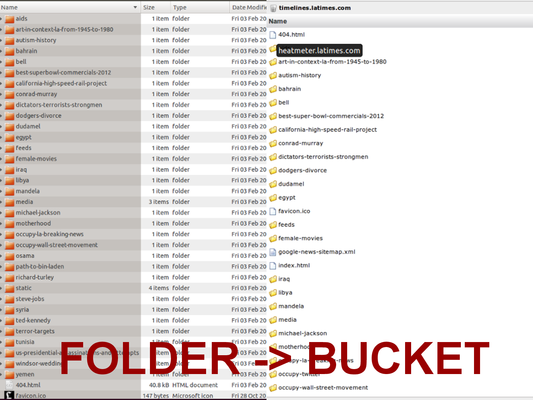 Name Size Type Date Modifie
aids 1 item folder Fri 03 Feb 20
art-in-context-la-from-1945-to-1980 1 item folder Fri 03 Feb 20
autism-history 1 item folder Fri 03 Feb 20
bahrain 1 item folder Fri 03 Feb 20
bell 1 item folder Fri 03 Feb 20
best-superbowl-commercials-2012 1 item folder Fri 03 Feb 20
california-high-speed-rail-project 1 item folder Fri 03 Feb 20
conrad-murray 1 item folder Fri 03 Feb 20
dictators-terrorists-strongmen 1 item folder Fri 03 Feb 20
dodgers-divorce 1 item folder Fri 03 Feb 20
dudamel 1 item folder Fri 03 Feb 20
egypt 1 item folder Fri 03 Feb 20
feeds 1 item folder Fri 03 Feb 20
female-movies 1 item folder Fri 03 Feb 20
iraq 1 item folder Fri 03 Feb 20
libya 1 item folder Fri 03 Feb 20
mandela 1 item folder Fri 03 Feb 20
media 3 items folder Fri 03 Feb 20
michael-jackson 1 item folder Fri 03 Feb 20
motherhood 1 item folder Fri 03 Feb 20
occupy-la-breaking-news 1 item folder Fri 03 Feb 20
occupy-wall-street-movement 1 item folder Fri 03 Feb 20
osama 1 item folder Fri 03 Feb 20
path-to-bin-laden 1 item folder Fri 03 Feb 20
richard-turley 1 item folder Fri 03 Feb 20
static 4 items folder Fri 03 Feb 20
steve-jobs 1 item folder Fri 03 Feb 20
syria 1 item folder Fri 03 Feb 20
ted-kennedy 1 item folder Fri 03 Feb 20
terror-targets 1 item folder Fri 03 Feb 20
tunisia 1 item folder Fri 03 Feb 20
us-presidential-assassinations-and-attempts 1 item folder Fri 03 Feb 20
windsor-wedding 1 item folder Fri 03 Feb 20
yemen 1 item folder Fri 03 Feb 20
404.html 40.8 kB HTML document Fri 03 Feb 20
favicon.ico 147 bytes Microsoft icon Fri 28 Oct 20
timelines.latimes.com
Name
404.html
heatmeter.latimes.com
art-in-context-la-from-1945-to-1980
autism-history
bahrain
bell
best-super-bowl-commercials-2012
california-high-speed-rail-project
conrad-murray
dictators-terrorists-strongmen
dodgers-divorce
dudamel
egypt
favicon.ico
feeds
female-movies
google-news-sitemap.xml
index.html
iraq
libya
mandela
media
michael-jackson
motherhood
occupy-la-breaking-news
occupy-twitter
occupy-wall-street-movement
FOLDER -> BUCKET